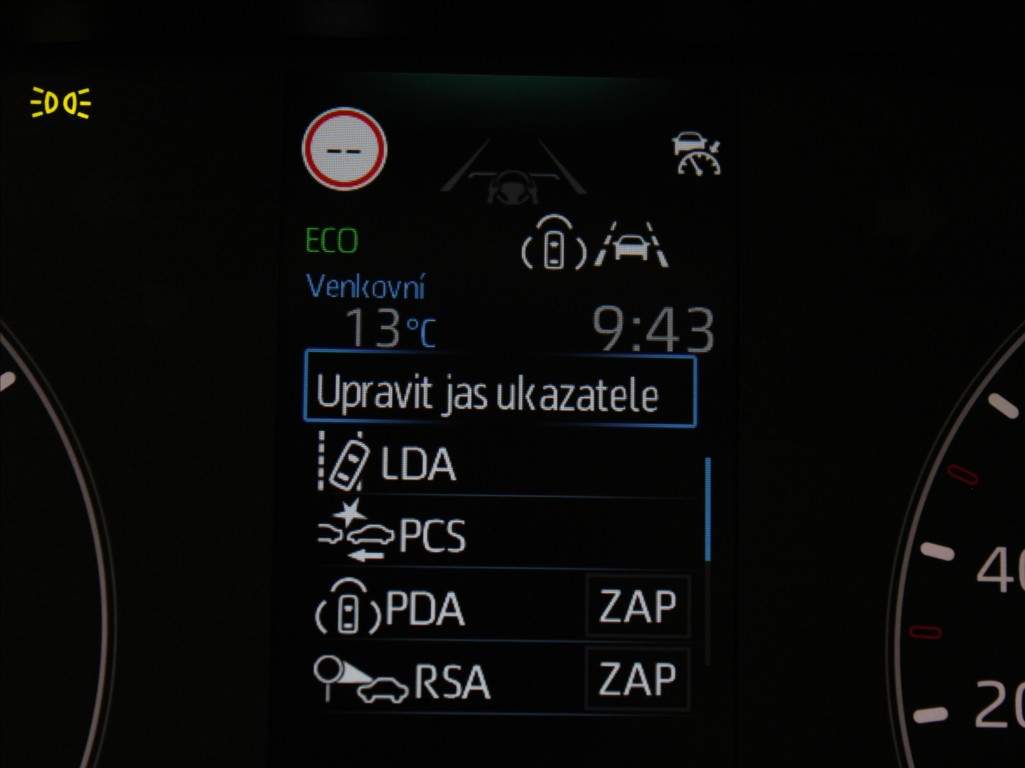 --
ECO
Venkovní
13°C 9:43
Upravit jas ukazatele
LDA
PCS
PDA ZAP
RSA ZAP
40
20